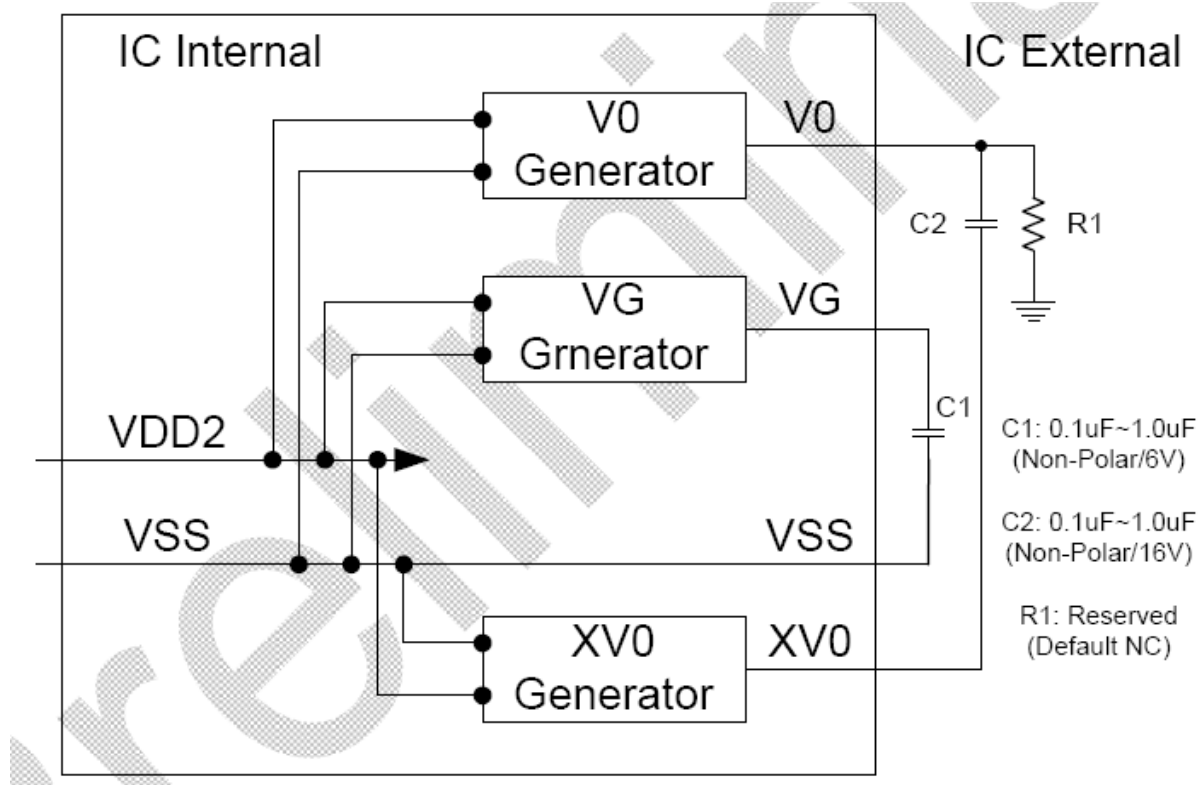 IC Internal
IC External
V0
Generator
V0
C2
R1
VG
Grnerator
VG
C1
VDD2
VSS
VSS
XV0
Generator
XV0
C1: 0.1uF~1.0uF
(Non-Polar/6V)
C2: 0.1uF~1.0uF
(Non-Polar/16V)
R1: Reserved
(Default NC)